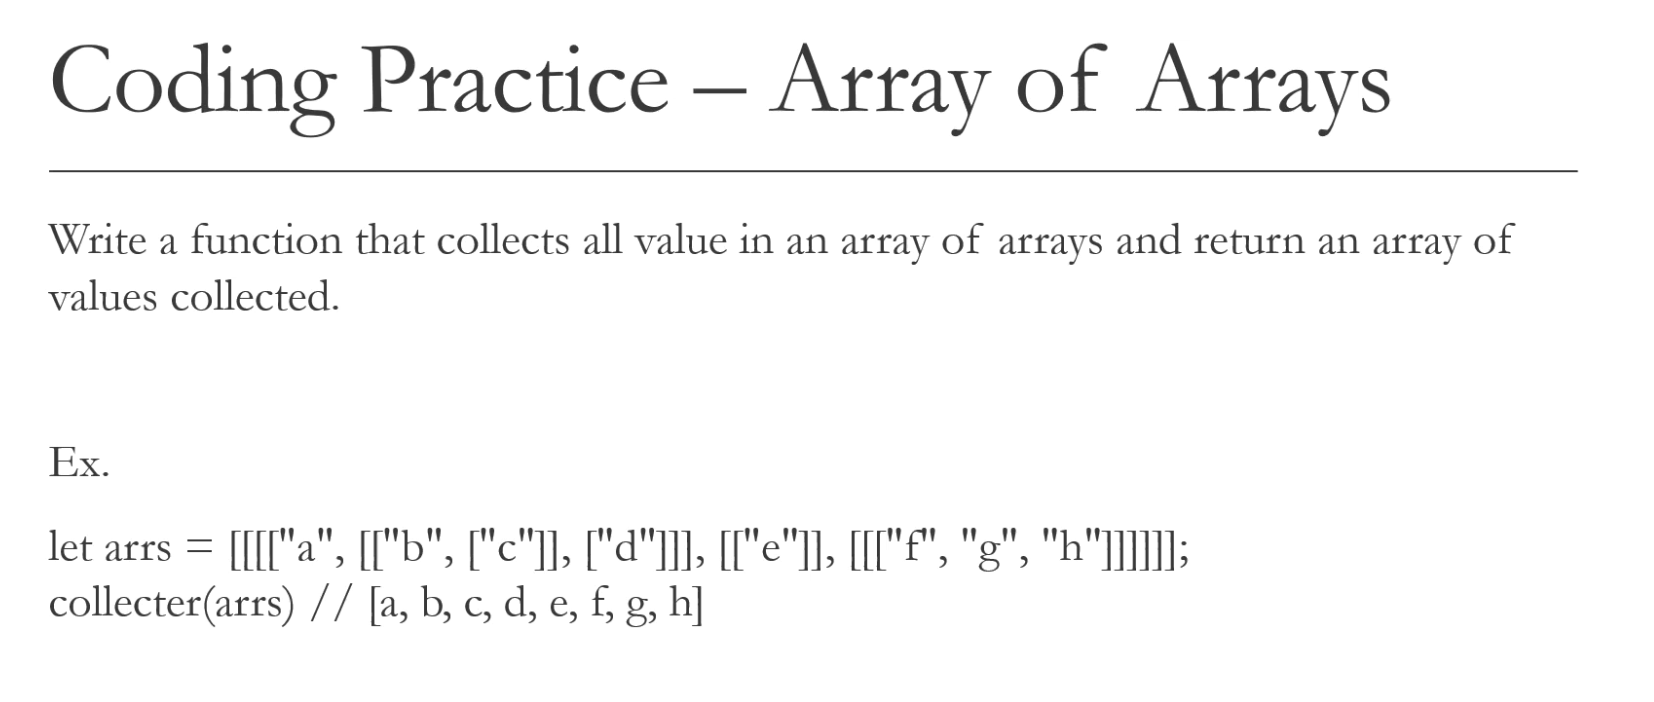 Coding Practice – Array of Arrays
Write a function that collects all value in an array of arrays and return an array of
values collected.
Ex.
let arrs = [[[["a", [["b", ["c"]], ["d"]]], [["e"]], [[["f", "g", "h"]]]]]];
collecter(arrs) // [a, b, c, d, e, f, g, h]